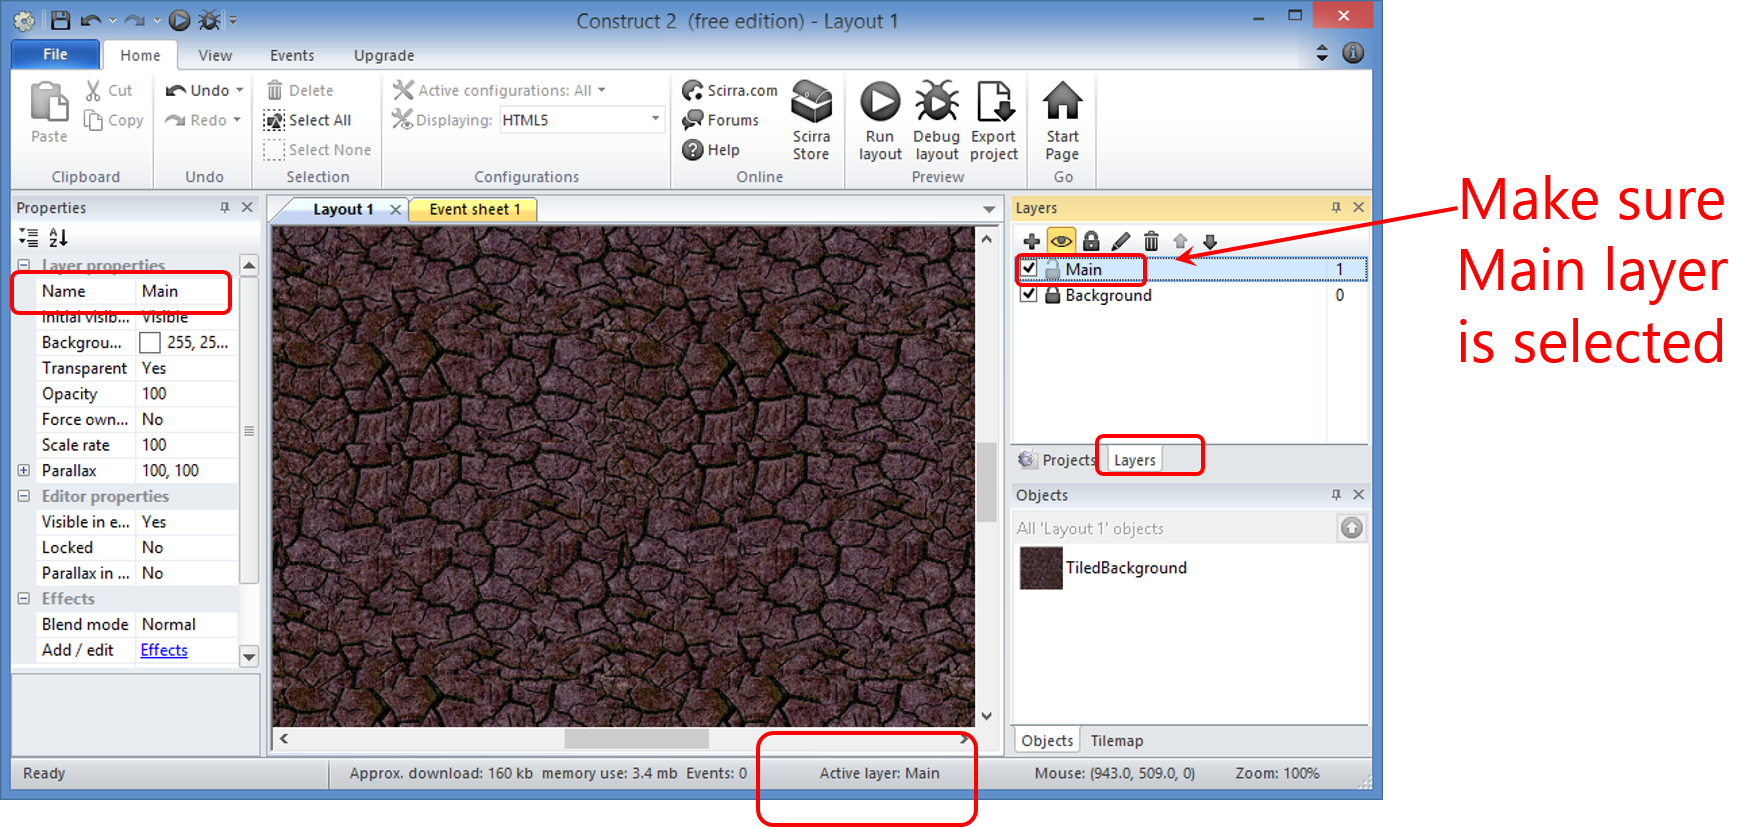 Construct 2  (free edition) - Layout 1
File
Home
View
Events
Upgrade
Paste
Cut
Copy
Clipboard
Undo
Redo
Undo
Delete
Select All
Select None
Selection
Active configurations: All
Displaying: HTML5
Configurations
Scirra.com
Forums
Help
Scirra
Store
Online
Run
layout
Debug
layout
Export
project
Preview
Start
Page
Go
Properties
Layer properties
Name Main
Initial visib... Visible
Backgrou... 255, 25...
Transparent Yes
Opacity 100
Force own... No
Scale rate 100
Parallax 100, 100
Editor properties
Visible in e... Yes
Locked No
Parallax in ... No
Effects
Blend mode Normal
Add / edit Effects
Layout 1
Event sheet 1
Layers
Main 1
Background 0
Projects
Layers
Objects
All 'Layout 1' objects
TiledBackground
Objects
Tilemap
Ready
Approx. download: 160 kb  memory use: 3.4 mb  Events: 0
Active layer: Main
Mouse: (943.0, 509.0, 0)
Zoom: 100%
Make sure
Main layer
is selected